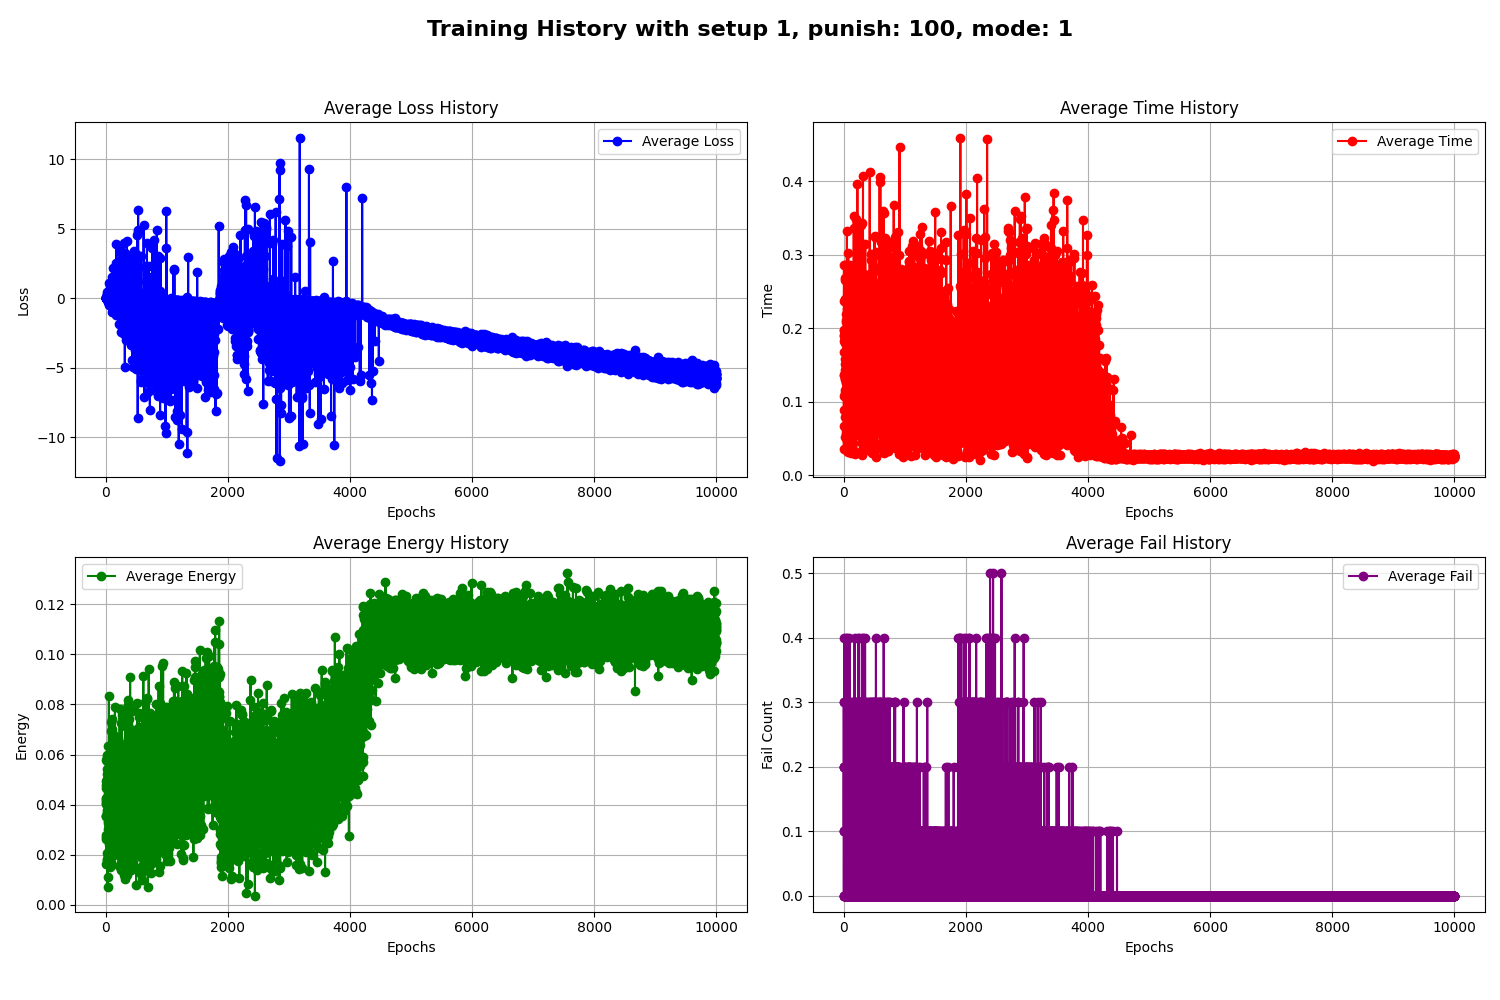 Training History with setup 1, punish: 100, mode: 1
Average Loss History
Average Loss
Loss
10
5
0
−5
−10
0 2000 4000 6000 8000 10000
Epochs
Average Time History
Average Time
Time
0.4
0.3
0.2
0.1
0.0
0 2000 4000 6000 8000 10000
Epochs
Average Energy History
Average Energy
Energy
0.12
0.10
0.08
0.06
0.04
0.02
0.00
0 2000 4000 6000 8000 10000
Epochs
Average Fail History
Average Fail
Fail Count
0.5
0.4
0.3
0.2
0.1
0.0
0 2000 4000 6000 8000 10000
Epochs